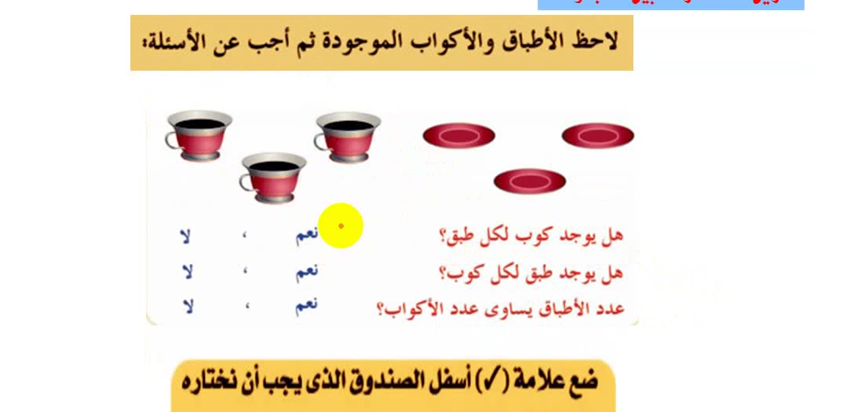 لاحظ الأطباق والأكواب الموجودة ثم أجب عن الأسئلة:
هل يوجد كوب لكل طبق؟ نعم ، لا
هل يوجد طبق لكل كوب؟ نعم ، لا
عدد الأطباق يساوى عدد الأكواب؟ نعم ، لا
ضع علامة (✓) أسفل الصندوق الذى يجب أن نختاره